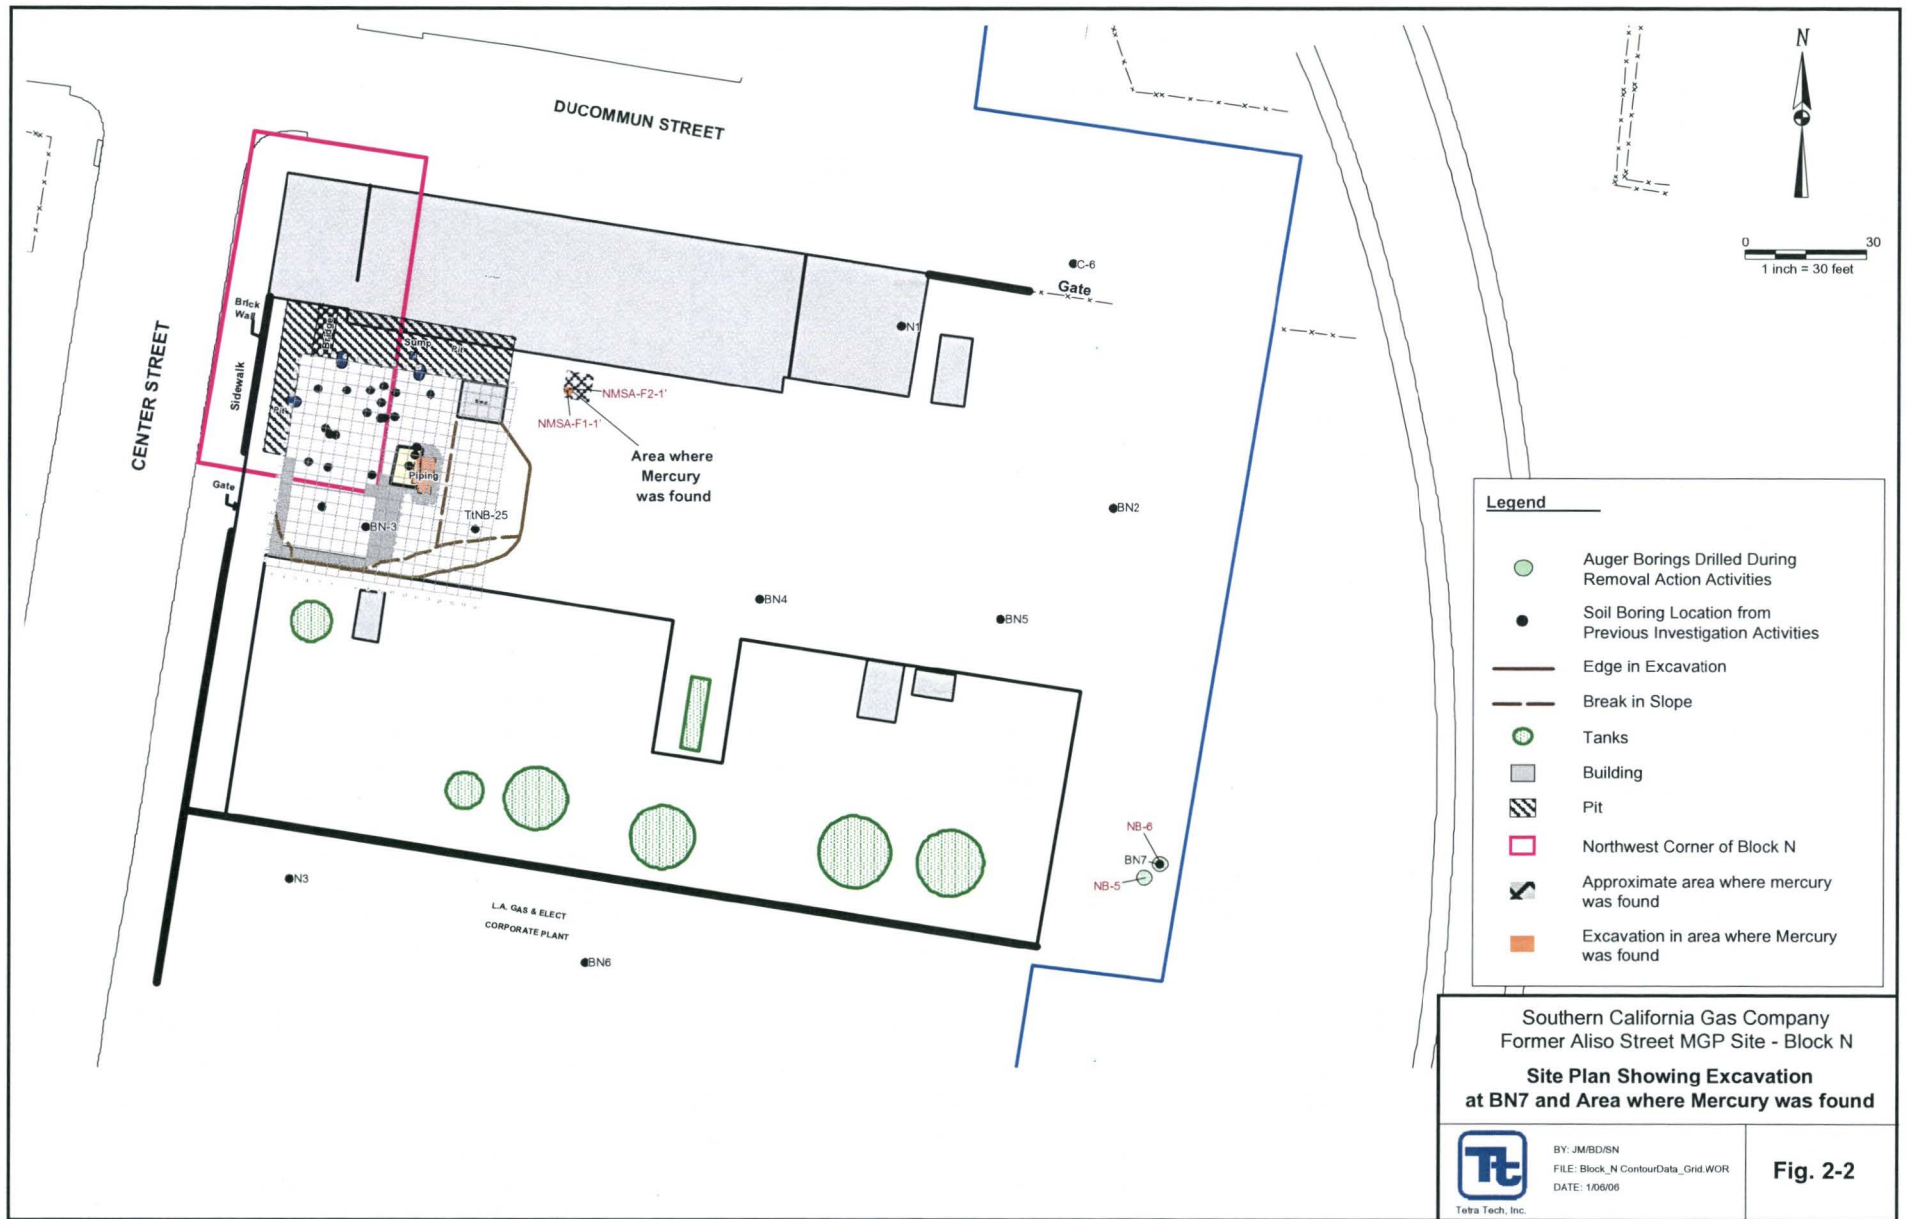 DUCOMMUN STREET
N
0 30
1 inch = 30 feet
C-6
Gate
N1
Brick
Wall
Bridge
Sump
Pit
Sidewalk
CENTER STREET
Pit
NMSA-F2-1'
NMSA-F1-1'
Area where
Mercury
was found
Piping
Gate
BN-3
TtNB-25
BN2
BN4
BN5
NB-6
BN7
NB-5
N3
L.A. GAS & ELECT
CORPORATE PLANT
BN6
Legend
Auger Borings Drilled During
Removal Action Activities
Soil Boring Location from
Previous Investigation Activities
Edge in Excavation
Break in Slope
Tanks
Building
Pit
Northwest Corner of Block N
Approximate area where mercury
was found
Excavation in area where Mercury
was found
Southern California Gas Company
Former Aliso Street MGP Site - Block N
Site Plan Showing Excavation
at BN7 and Area where Mercury was found
Tt
Tetra Tech, Inc.
BY: JM/BD/SN
FILE: Block_N ContourData_Grid.WOR
DATE: 1/06/06
Fig. 2-2